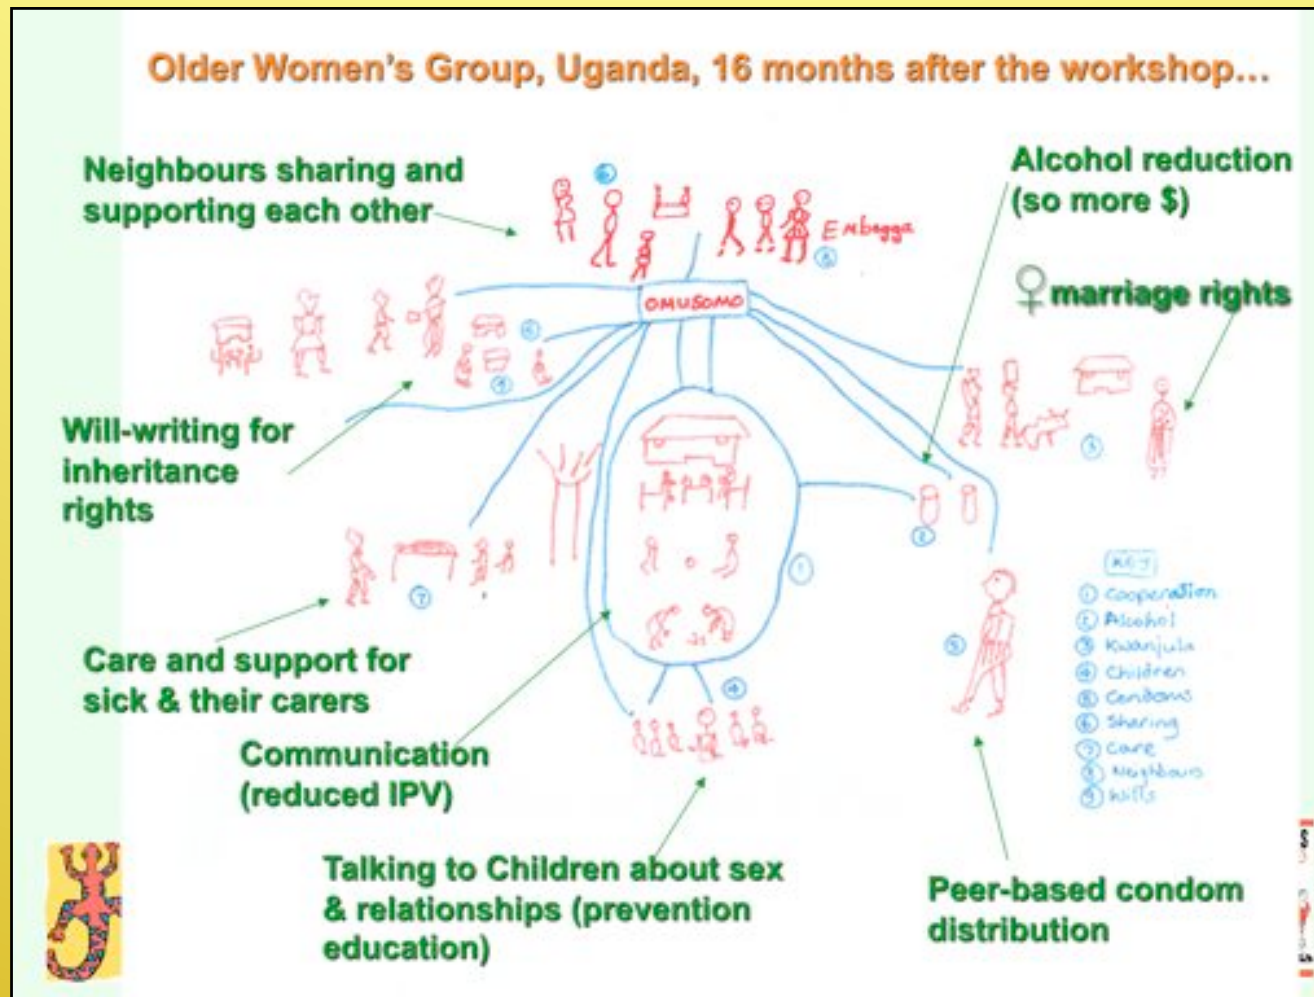 Older Women's Group, Uganda, 16 months after the workshop...
Neighbours sharing and
supporting each other
Alcohol reduction
(so more $)
♀marriage rights
Embagga
OMUSOMO
Will-writing for
inheritance
rights
Care and support for
sick & their carers
Communication
(reduced IPV)
Talking to Children about sex
& relationships (prevention
education)
Peer-based condom
distribution
KEY
① Cooperation
② Alcohol
③ Kwanjula
④ Children
⑤ Condoms
⑥ Sharing
⑦ Care
⑧ Neighbours
⑨ Wills